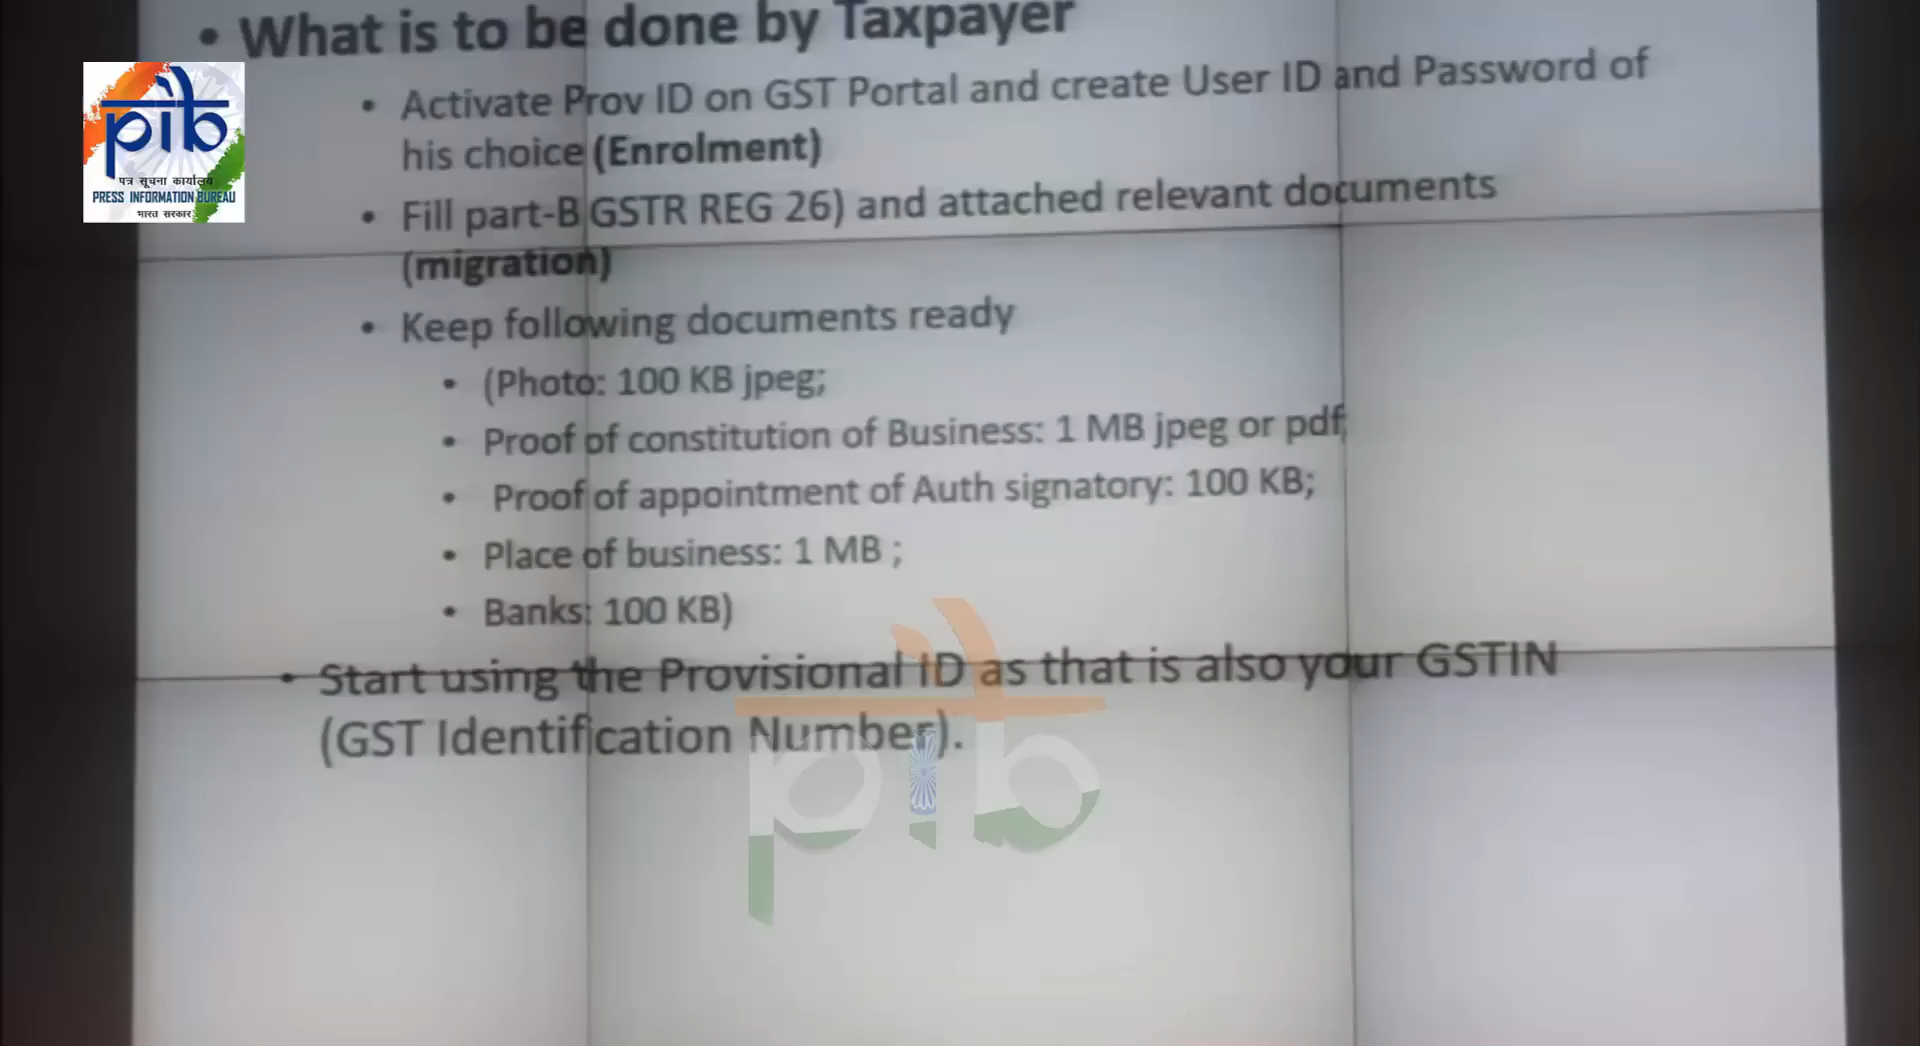 • What is to be done by Taxpayer
• Activate Prov ID on GST Portal and create User ID and Password of
his choice (Enrolment)
• Fill part-B GSTR REG 26) and attached relevant documents
(migration)
• Keep following documents ready
• (Photo: 100 KB jpeg;
• Proof of constitution of Business: 1 MB jpeg or pdf;
• Proof of appointment of Auth signatory: 100 KB;
• Place of business: 1 MB ;
• Banks: 100 KB)
• Start using the Provisional ID as that is also your GSTIN
(GST Identification Number).
pib
पत्र सूचना कार्यालय
PRESS INFORMATION BUREAU
भारत सरकार
pib